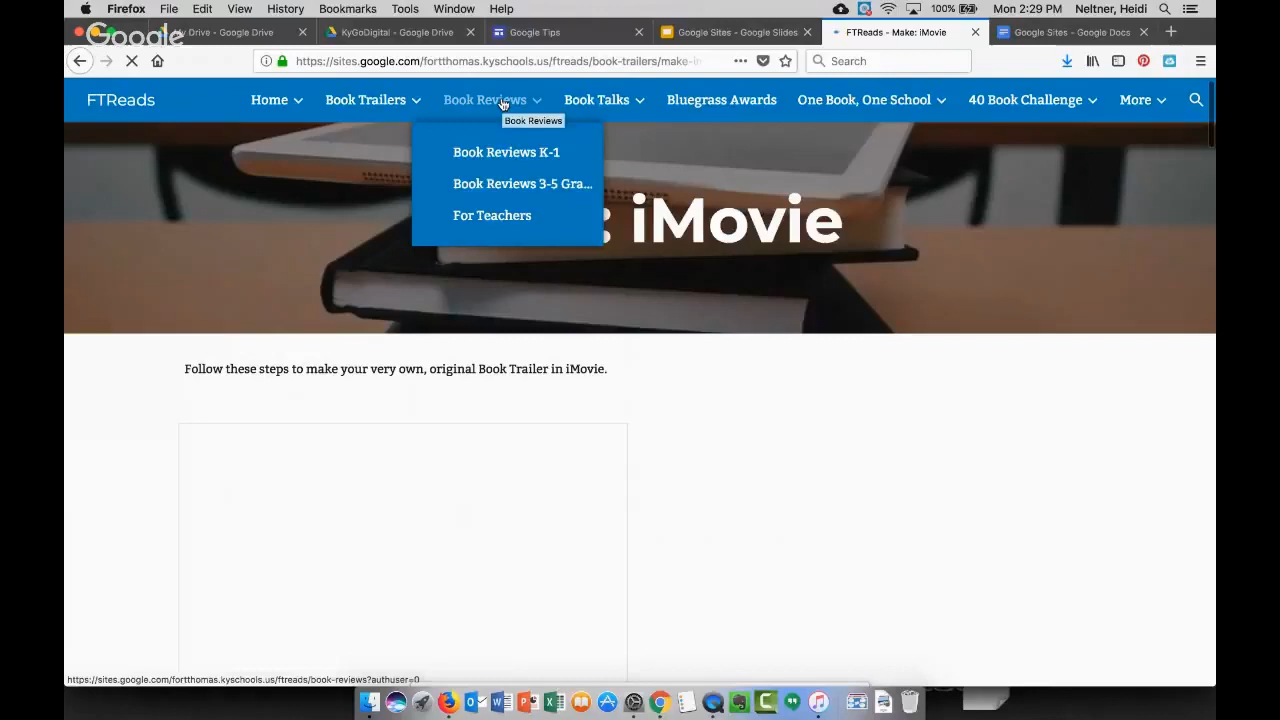 Firefox File Edit View History Bookmarks Tools Window Help 100% Mon 2:29 PM Neltner, Heidi
Google
My Drive - Google Drive KyGoDigital - Google Drive Google Tips Google Sites - Google Slides FTReads - Make: iMovie Google Sites - Google Docs
https://sites.google.com/fortthomas.kyschools.us/ftreads/book-trailers/make-i Search
FTReads Home Book Trailers Book Reviews Book Talks Bluegrass Awards One Book, One School 40 Book Challenge More
Book Reviews
Book Reviews K-1
Book Reviews 3-5 Gra...
For Teachers
: iMovie
Follow these steps to make your very own, original Book Trailer in iMovie.
https://sites.google.com/fortthomas.kyschools.us/ftreads/book-reviews?authuser=0